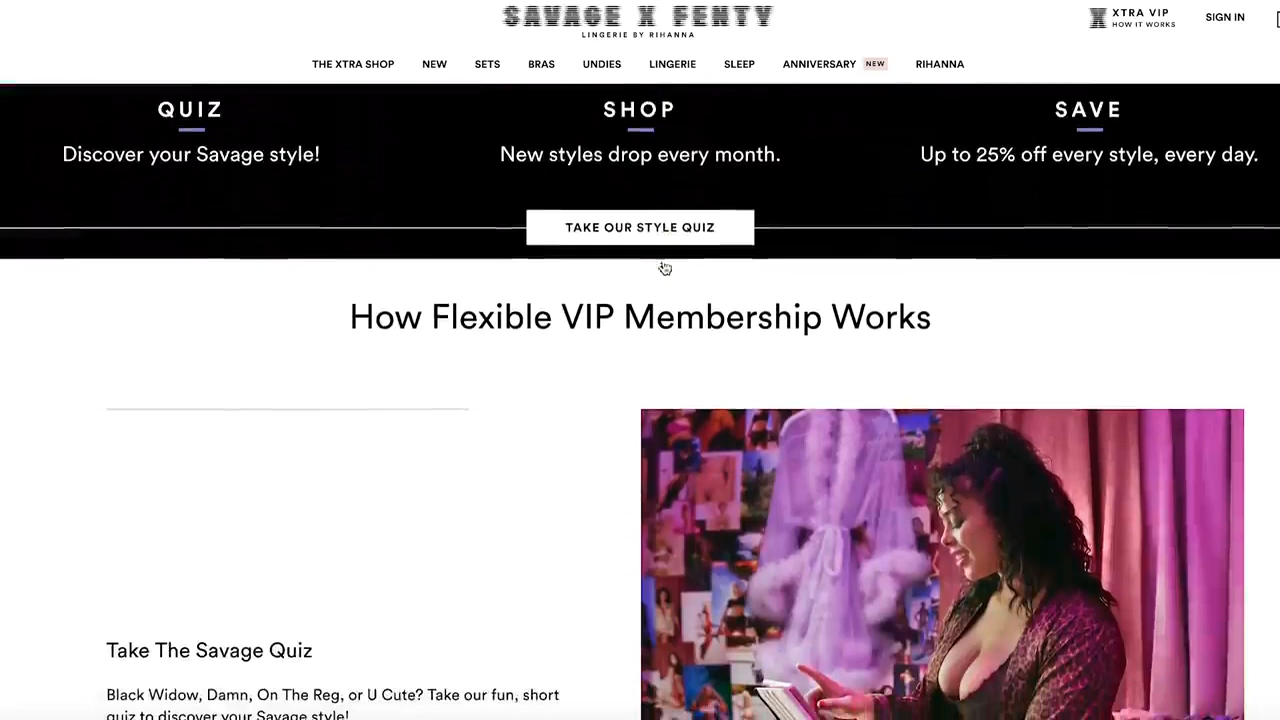 SAVAGE X FENTY
LINGERIE BY RIHANNA
XTRA VIP
HOW IT WORKS
SIGN IN
THE XTRA SHOP NEW SETS BRAS UNDIES LINGERIE SLEEP ANNIVERSARY NEW RIHANNA
QUIZ SHOP SAVE
Discover your Savage style! New styles drop every month. Up to 25% off every style, every day.
TAKE OUR STYLE QUIZ
How Flexible VIP Membership Works
Take The Savage Quiz
Black Widow, Damn, On The Reg, or U Cute? Take our fun, short
quiz to discover your Savage style!